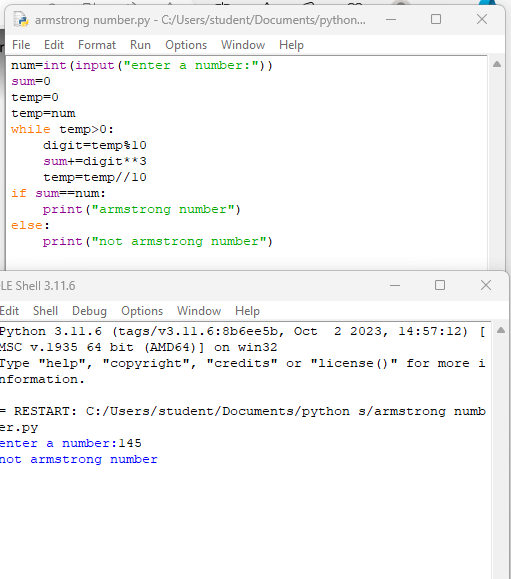 armstrong number.py - C:/Users/student/Documents/python...
File Edit Format Run Options Window Help
num=int(input("enter a number:"))
sum=0
temp=0
temp=num
while temp>0:
    digit=temp%10
    sum+=digit**3
    temp=temp//10
if sum==num:
    print("armstrong number")
else:
    print("not armstrong number")
LE Shell 3.11.6
Edit Shell Debug Options Window Help
Python 3.11.6 (tags/v3.11.6:8b6ee5b, Oct  2 2023, 14:57:12) [
MSC v.1935 64 bit (AMD64)] on win32
Type "help", "copyright", "credits" or "license()" for more i
nformation.
= RESTART: C:/Users/student/Documents/python s/armstrong numb
er.py
enter a number:145
not armstrong number